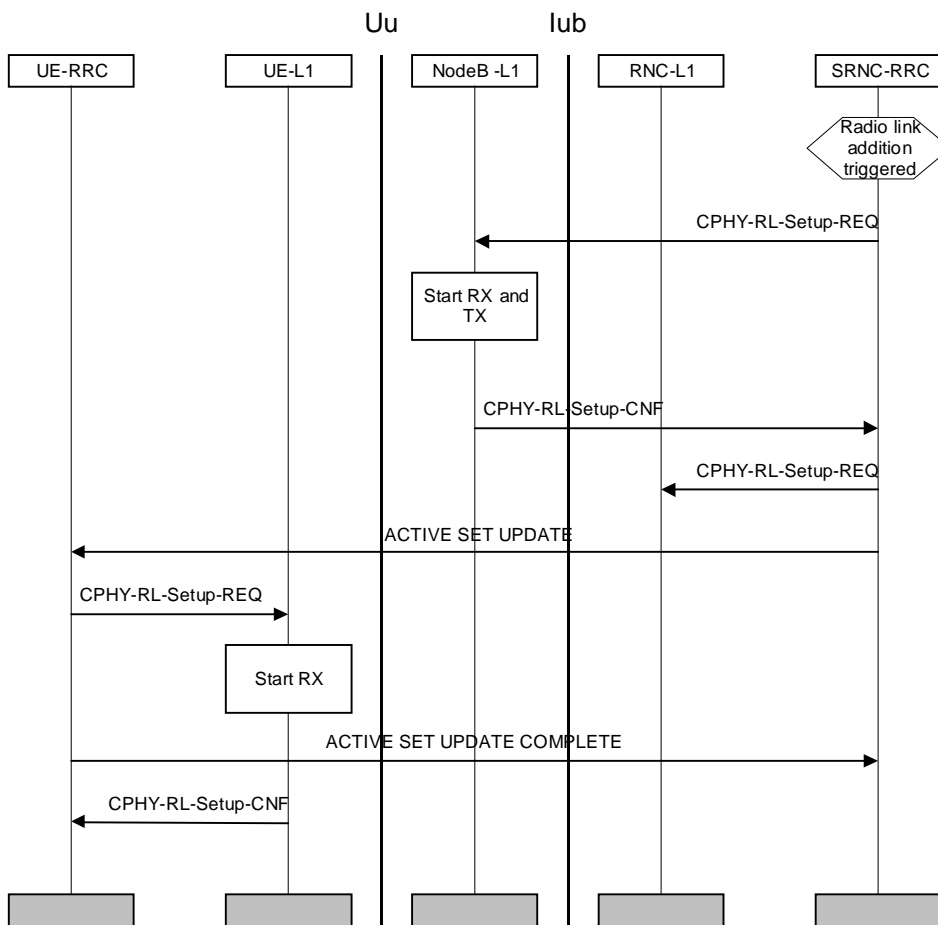 Uu
Iub
UE-RRC
UE-L1
NodeB -L1
RNC-L1
SRNC-RRC
Radio link
addition
triggered
CPHY-RL-Setup-REQ
Start RX and
TX
CPHY-RL-Setup-CNF
CPHY-RL-Setup-REQ
ACTIVE SET UPDATE
CPHY-RL-Setup-REQ
Start RX
ACTIVE SET UPDATE COMPLETE
CPHY-RL-Setup-CNF